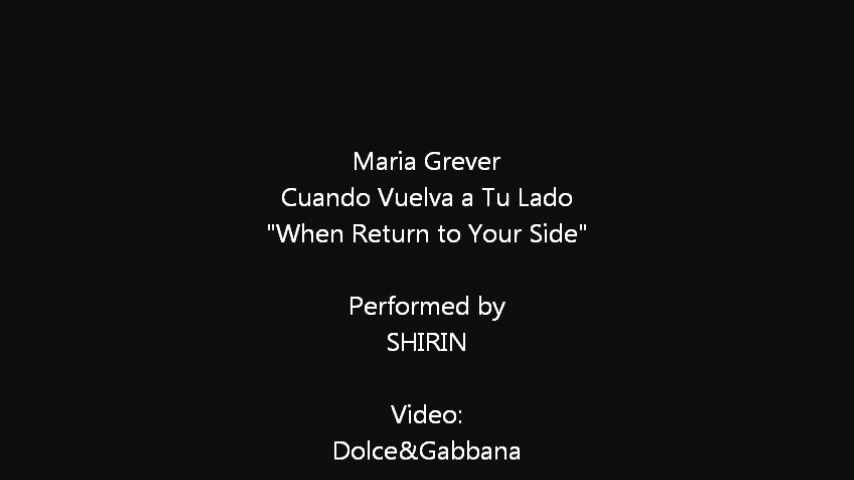 Maria Grever
Cuando Vuelva a Tu Lado
"When Return to Your Side"
Performed by
SHIRIN
Video:
Dolce&Gabbana